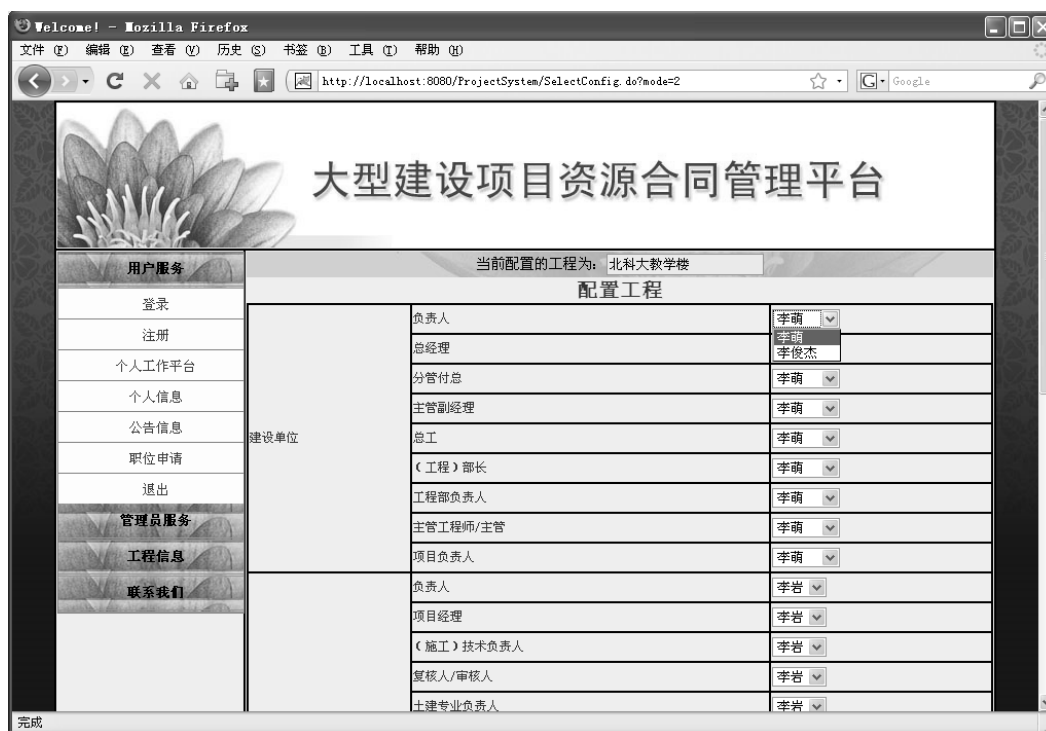 Welcome! - Mozilla Firefox
文件 (F) 编辑 (E) 查看 (V) 历史 (S) 书签 (B) 工具 (T) 帮助 (H)
http://localhost:8080/ProjectSystem/SelectConfig.do?mode=2
G Google
大型建设项目资源合同管理平台
用户服务
登录
注册
个人工作平台
个人信息
公告信息
职位申请
退出
管理员服务
工程信息
联系我们
当前配置的工程为: 北科大教学楼
配置工程
建设单位
负责人 李萌
李萌
李俊杰
总经理
分管付总 李萌
主管副经理 李萌
总工 李萌
(工程)部长 李萌
工程部负责人 李萌
主管工程师/主管 李萌
项目负责人 李萌
负责人 李岩
项目经理 李岩
(施工)技术负责人 李岩
复核人/审核人 李岩
土建专业负责人 李岩
完成